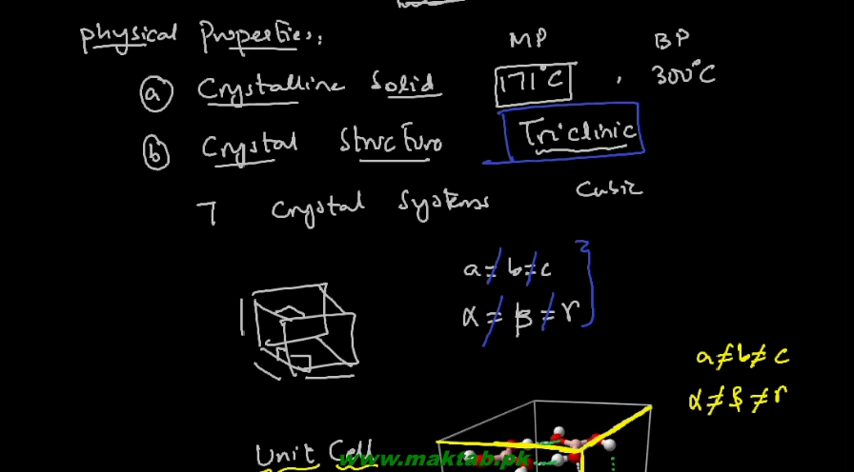 physical Properties:
MP BP
(a) Crystalline Solid 171°C , 300°C
(b) Crystal Structure Triclinic
7 Crystal Systems Cubic
a≠b≠c
α≠β≠γ
a≠b≠c
α≠β≠γ
Unit Cell
www.maktab.pk